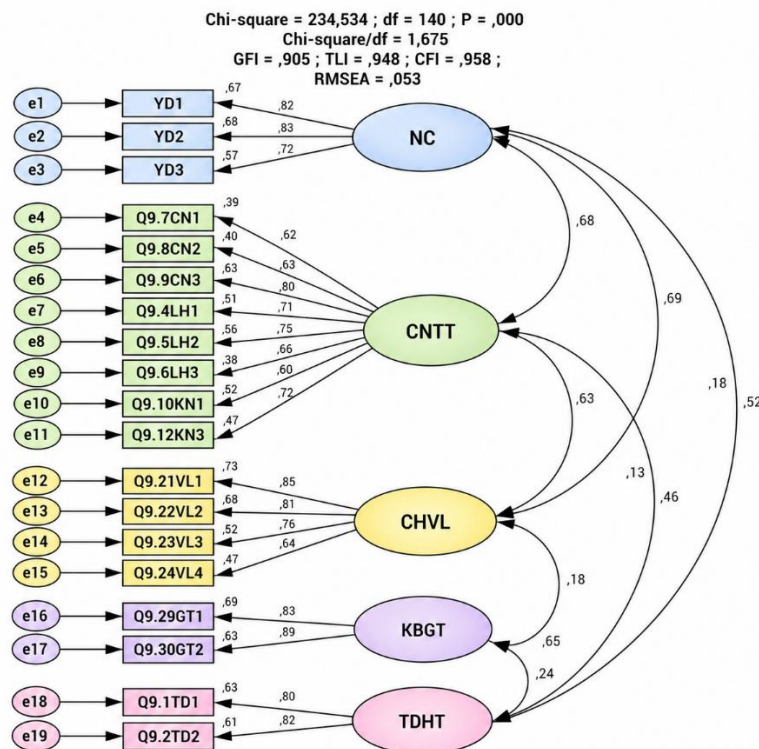 Chi-square = 234,534 ; df = 140 ; P = ,000
Chi-square/df = 1,675
GFI = ,905 ; TLI = ,948 ; CFI = ,958 ;
RMSEA = ,053
e1 YD1 ,67 ,82
e2 YD2 ,68 ,83 NC
e3 YD3 ,57 ,72
e4 Q9.7CN1 ,39 ,62 ,68
e5 Q9.8CN2 ,40 ,63
e6 Q9.9CN3 ,63 ,80
e7 Q9.4LH1 ,51 ,71 ,69
e8 Q9.5LH2 ,56 ,75 CNTT
e9 Q9.6LH3 ,38 ,66 ,18
e10 Q9.10KN1 ,52 ,60 ,63 ,52
e11 Q9.12KN3 ,47 ,72
e12 Q9.21VL1 ,73 ,85 ,13
e13 Q9.22VL2 ,68 ,81 CHVL ,46
e14 Q9.23VL3 ,52 ,76
e15 Q9.24VL4 ,47 ,64 ,18
e16 Q9.29GT1 ,69 ,83 KBGT
e17 Q9.30GT2 ,63 ,89 ,65
,24
e18 Q9.1TD1 ,63 ,80 TDHT
e19 Q9.2TD2 ,61 ,82